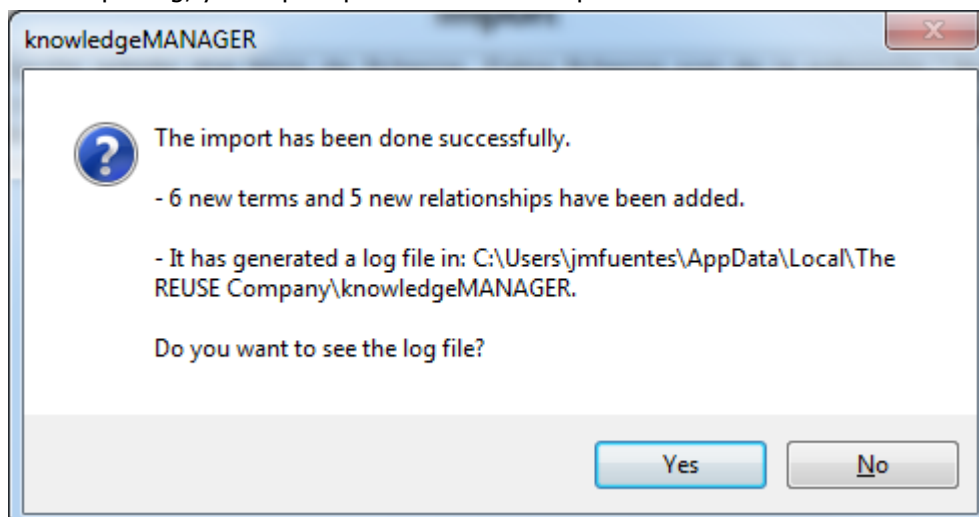 knowledgeMANAGER
The import has been done successfully.
- 6 new terms and 5 new relationships have been added.
- It has generated a log file in: C:\Users\jmfuentes\AppData\Local\The
REUSE Company\knowledgeMANAGER.
Do you want to see the log file?
Yes
No